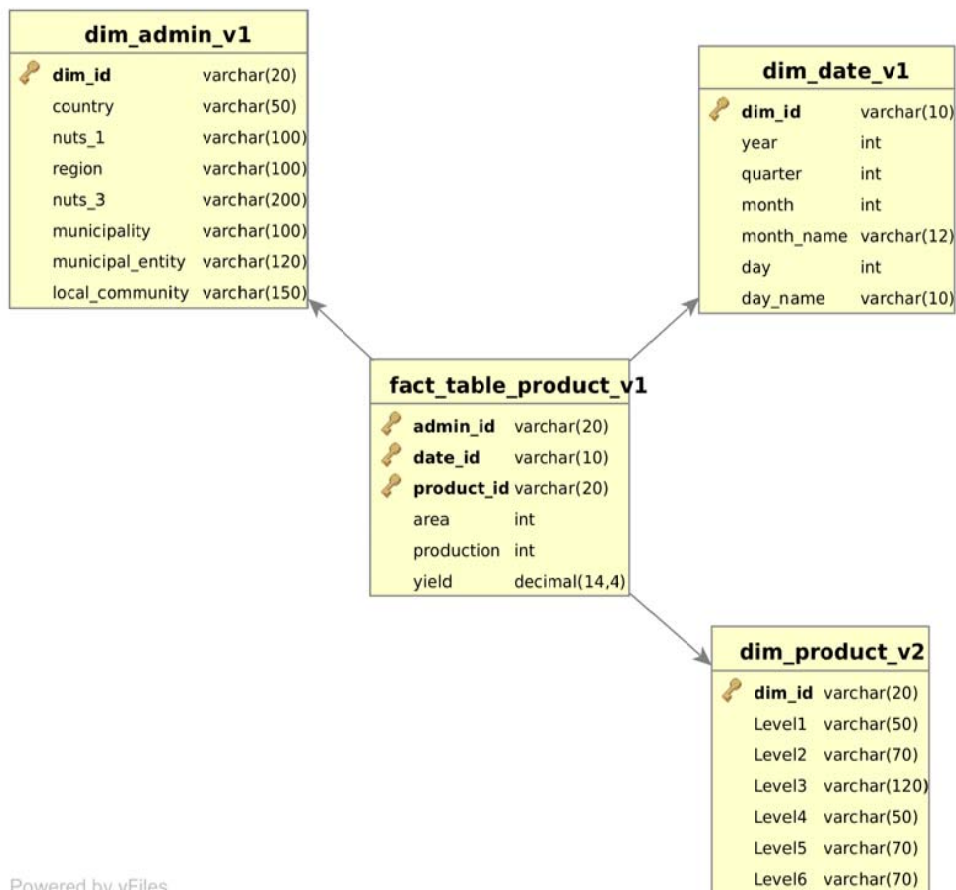 dim_admin_v1
dim_id varchar(20)
country varchar(50)
nuts_1 varchar(100)
region varchar(100)
nuts_3 varchar(200)
municipality varchar(100)
municipal_entity varchar(120)
local_community varchar(150)
dim_date_v1
dim_id varchar(10)
year int
quarter int
month int
month_name varchar(12)
day int
day_name varchar(10)
fact_table_product_v1
admin_id varchar(20)
date_id varchar(10)
product_id varchar(20)
area int
production int
yield decimal(14,4)
dim_product_v2
dim_id varchar(20)
Level1 varchar(50)
Level2 varchar(70)
Level3 varchar(120)
Level4 varchar(50)
Level5 varchar(70)
Level6 varchar(70)
Powered by yFiles